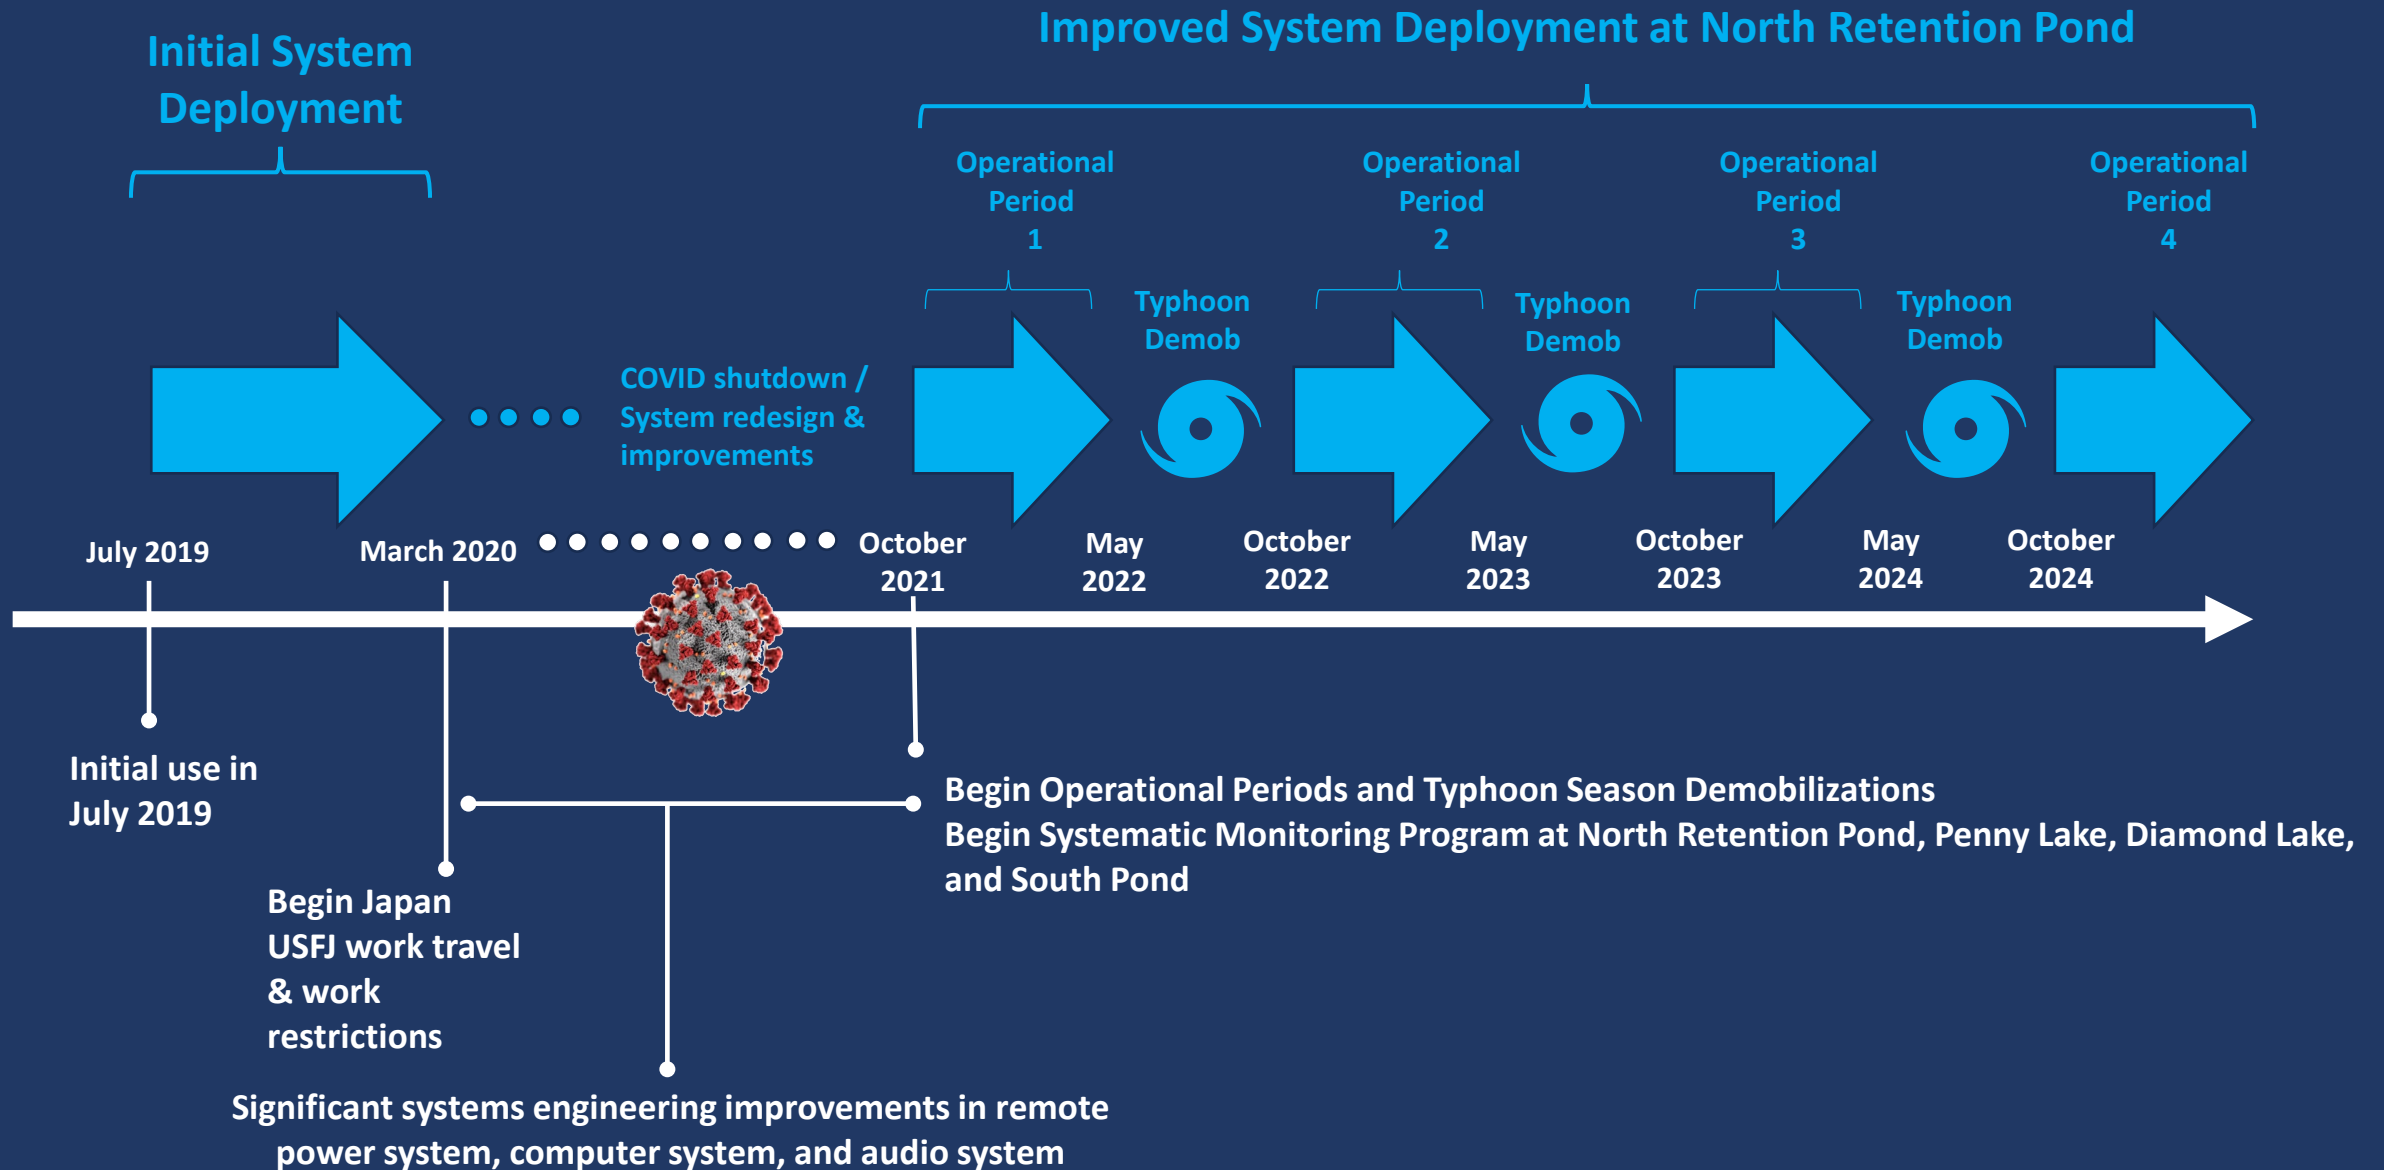 Improved System Deployment at North Retention Pond
Initial System
Deployment
Operational
Period
1
Operational
Period
2
Operational
Period
3
Operational
Period
4
Typhoon
Demob
Typhoon
Demob
Typhoon
Demob
COVID shutdown /
System redesign &
improvements
July 2019
March 2020
October
2021
May
2022
October
2022
May
2023
October
2023
May
2024
October
2024
Initial use in
July 2019
Begin Operational Periods and Typhoon Season Demobilizations
Begin Systematic Monitoring Program at North Retention Pond, Penny Lake, Diamond Lake,
and South Pond
Begin Japan
USFJ work travel
& work
restrictions
Significant systems engineering improvements in remote
power system, computer system, and audio system